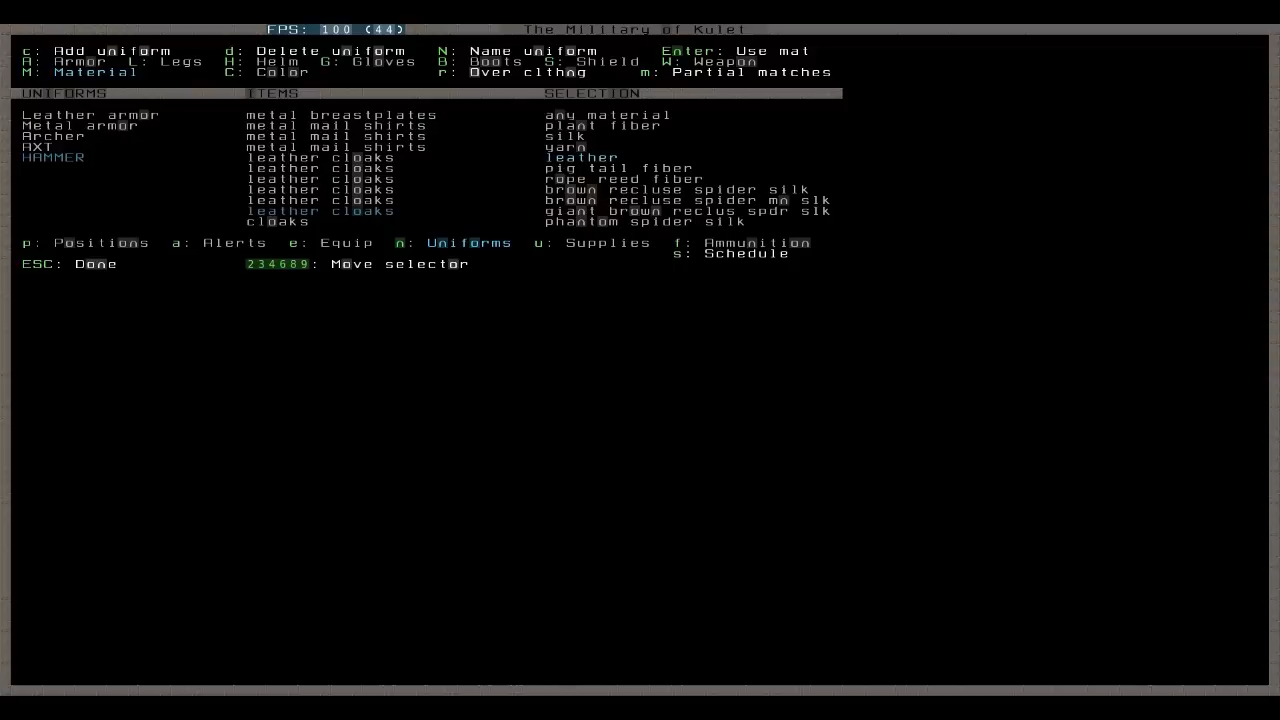 FPS: 100 (44) The Military of Kulet
c: Add uniform d: Delete uniform N: Name uniform Enter: Use mat
A: Armor L: Legs H: Helm G: Gloves B: Boots S: Shield W: Weapon
M: Material C: Color r: Over clthng m: Partial matches
UNIFORMS ITEMS SELECTION
Leather armor metal breastplates any material
Metal armor metal mail shirts plant fiber
Archer metal mail shirts silk
AXT metal mail shirts yarn
HAMMER leather cloaks leather
leather cloaks pig tail fiber
leather cloaks rope reed fiber
leather cloaks brown recluse spider silk
leather cloaks brown recluse spider mn slk
leather cloaks giant brown reclus spdr slk
cloaks phantom spider silk
p: Positions a: Alerts e: Equip n: Uniforms u: Supplies f: Ammunition
s: Schedule
ESC: Done 234689: Move selector